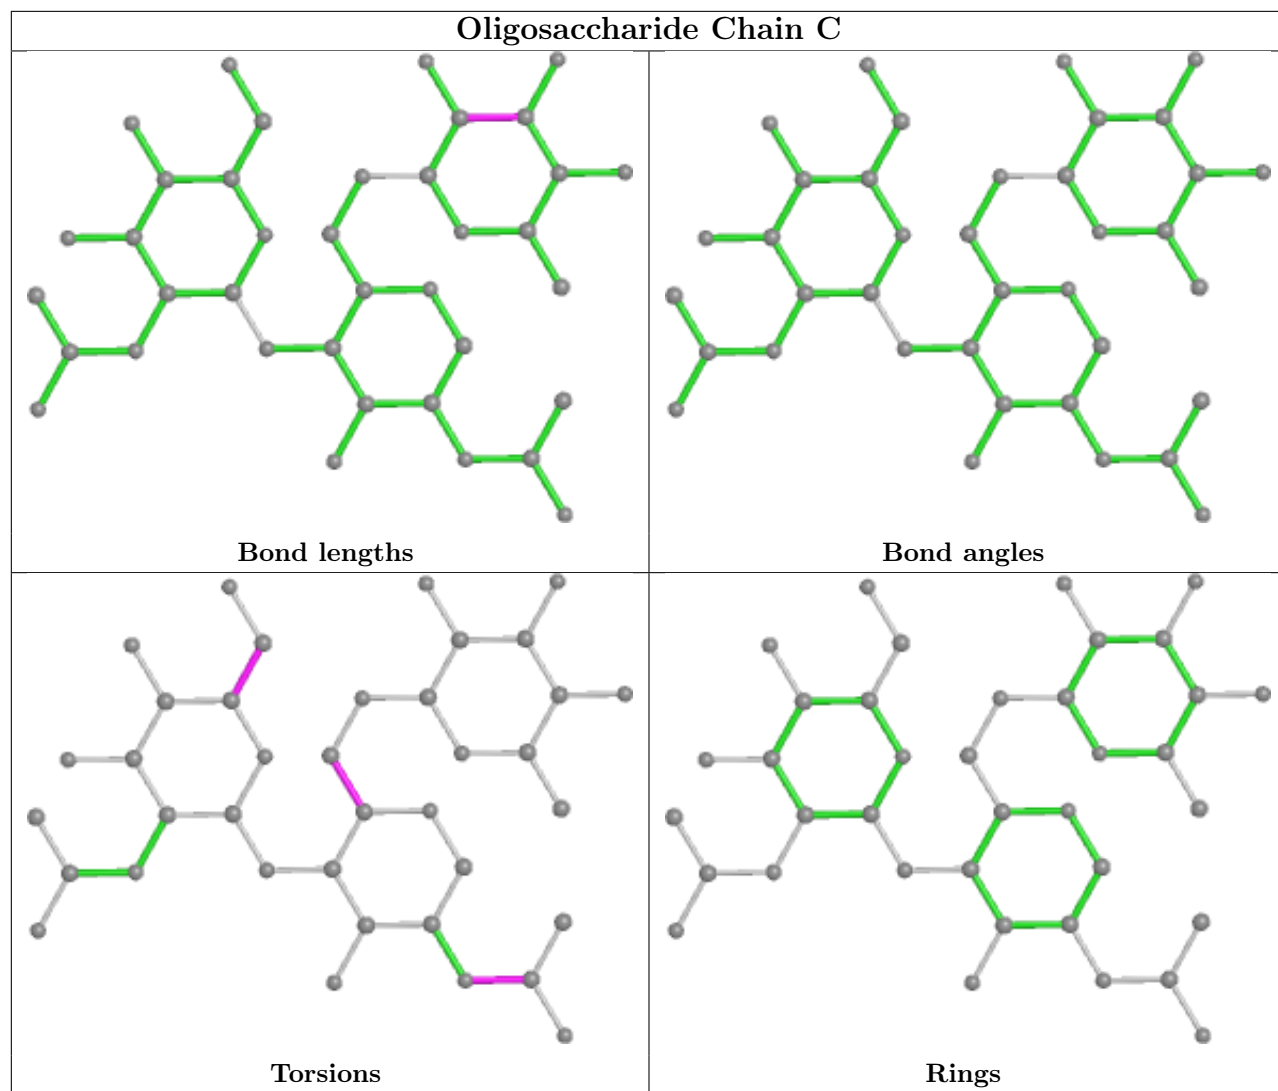 Oligosaccharide Chain C
Bond lengths
Bond angles
Torsions
Rings